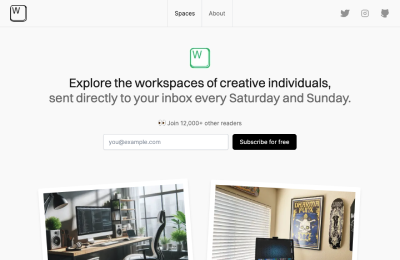 W
Spaces
About
W
Explore the workspaces of creative individuals,
sent directly to your inbox every Saturday and Sunday.
👀 Join 12,000+ other readers
you@example.com
Subscribe for free